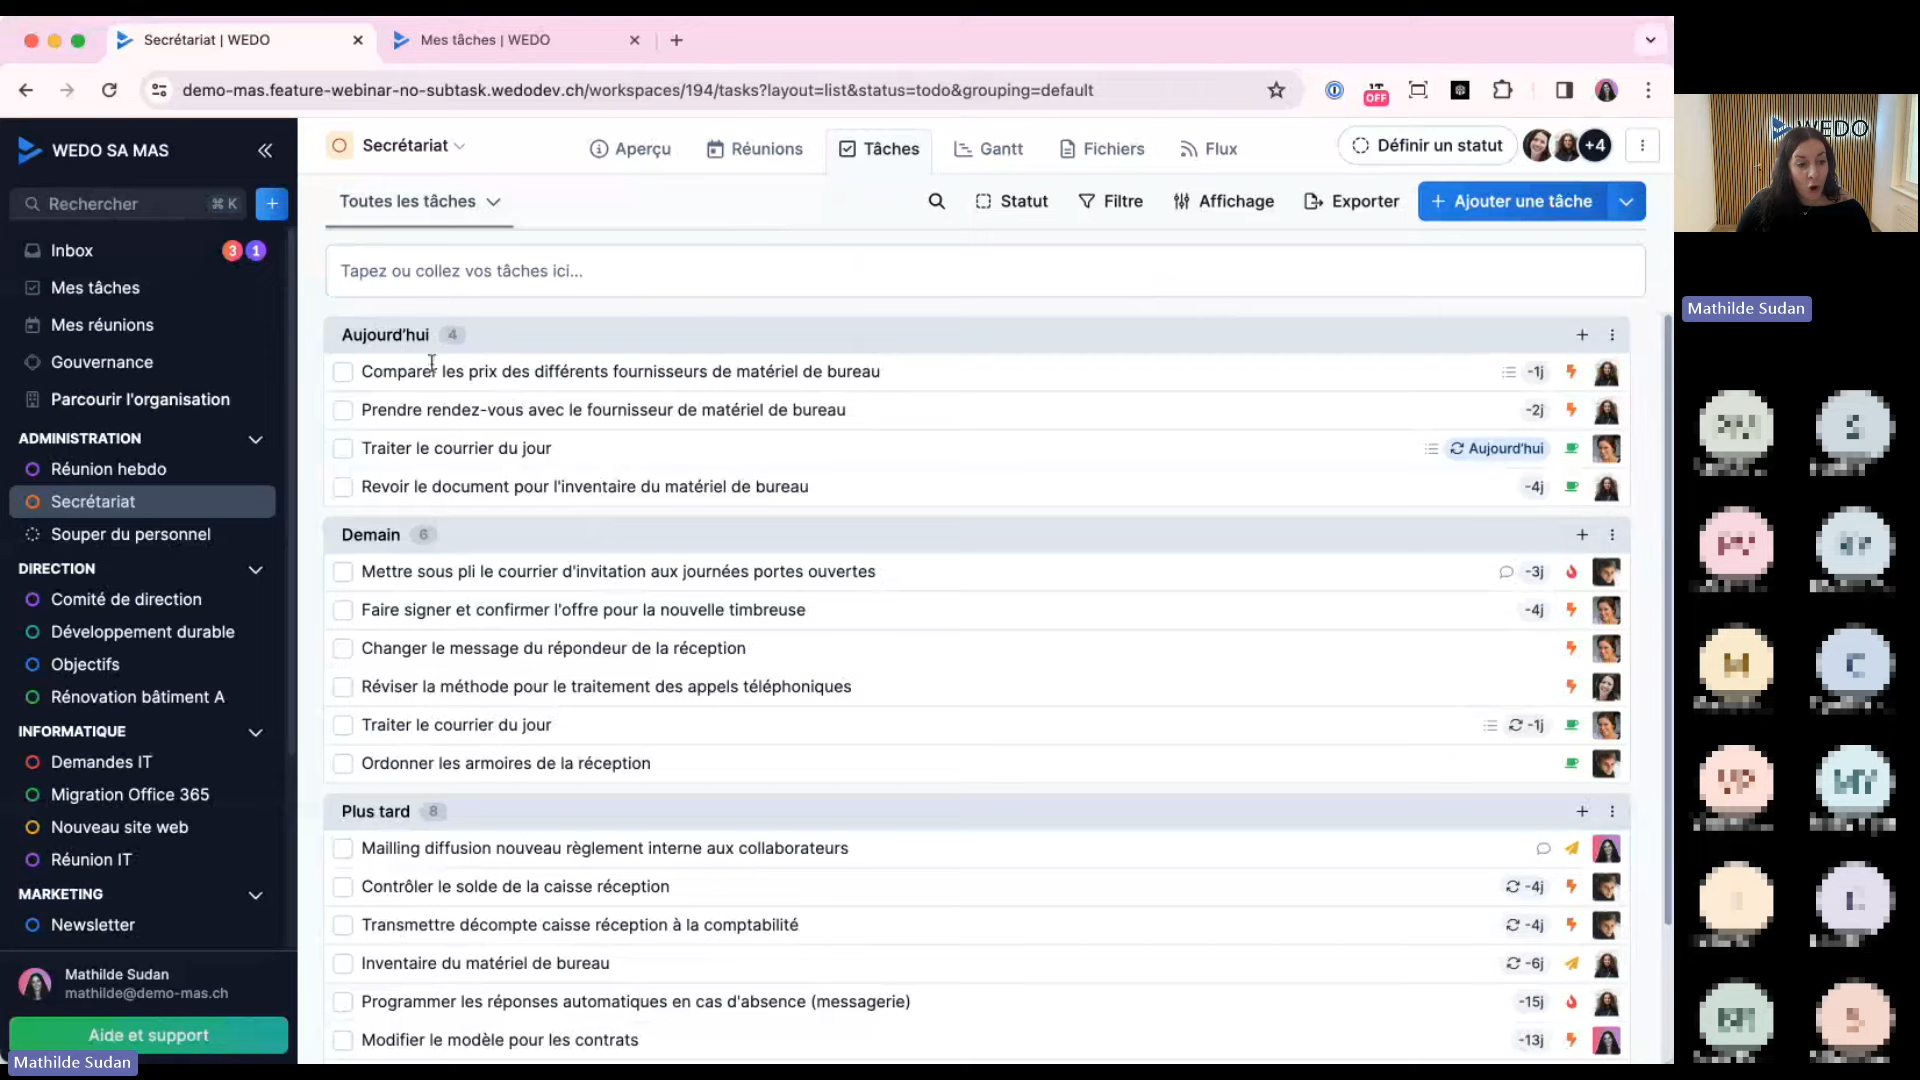 Secrétariat | WEDO
Mes tâches | WEDO
demo-mas.feature-webinar-no-subtask.wedodev.ch/workspaces/194/tasks?layout=list&status=todo&grouping=default
OFF
WEDO SA MAS
Rechercher ⌘ K
Inbox 3 1
Mes tâches
Mes réunions
Gouvernance
Parcourir l'organisation
ADMINISTRATION
Réunion hebdo
Secrétariat
Souper du personnel
DIRECTION
Comité de direction
Développement durable
Objectifs
Rénovation bâtiment A
INFORMATIQUE
Demandes IT
Migration Office 365
Nouveau site web
Réunion IT
MARKETING
Newsletter
Mathilde Sudan
mathilde@demo-mas.ch
Aide et support
Mathilde Sudan
Secrétariat
Aperçu
Réunions
Tâches
Gantt
Fichiers
Flux
Définir un statut
+4
Toutes les tâches
Statut
Filtre
Affichage
Exporter
+ Ajouter une tâche
Tapez ou collez vos tâches ici...
Aujourd'hui 4
Comparer les prix des différents fournisseurs de matériel de bureau -1j
Prendre rendez-vous avec le fournisseur de matériel de bureau -2j
Traiter le courrier du jour Aujourd'hui
Revoir le document pour l'inventaire du matériel de bureau -4j
Demain 6
Mettre sous pli le courrier d'invitation aux journées portes ouvertes -3j
Faire signer et confirmer l'offre pour la nouvelle timbreuse -4j
Changer le message du répondeur de la réception
Réviser la méthode pour le traitement des appels téléphoniques
Traiter le courrier du jour -1j
Ordonner les armoires de la réception
Plus tard 8
Mailling diffusion nouveau règlement interne aux collaborateurs
Contrôler le solde de la caisse réception -4j
Transmettre décompte caisse réception à la comptabilité -4j
Inventaire du matériel de bureau -6j
Programmer les réponses automatiques en cas d'absence (messagerie) -15j
Modifier le modèle pour les contrats -13j
WEDO
Mathilde Sudan